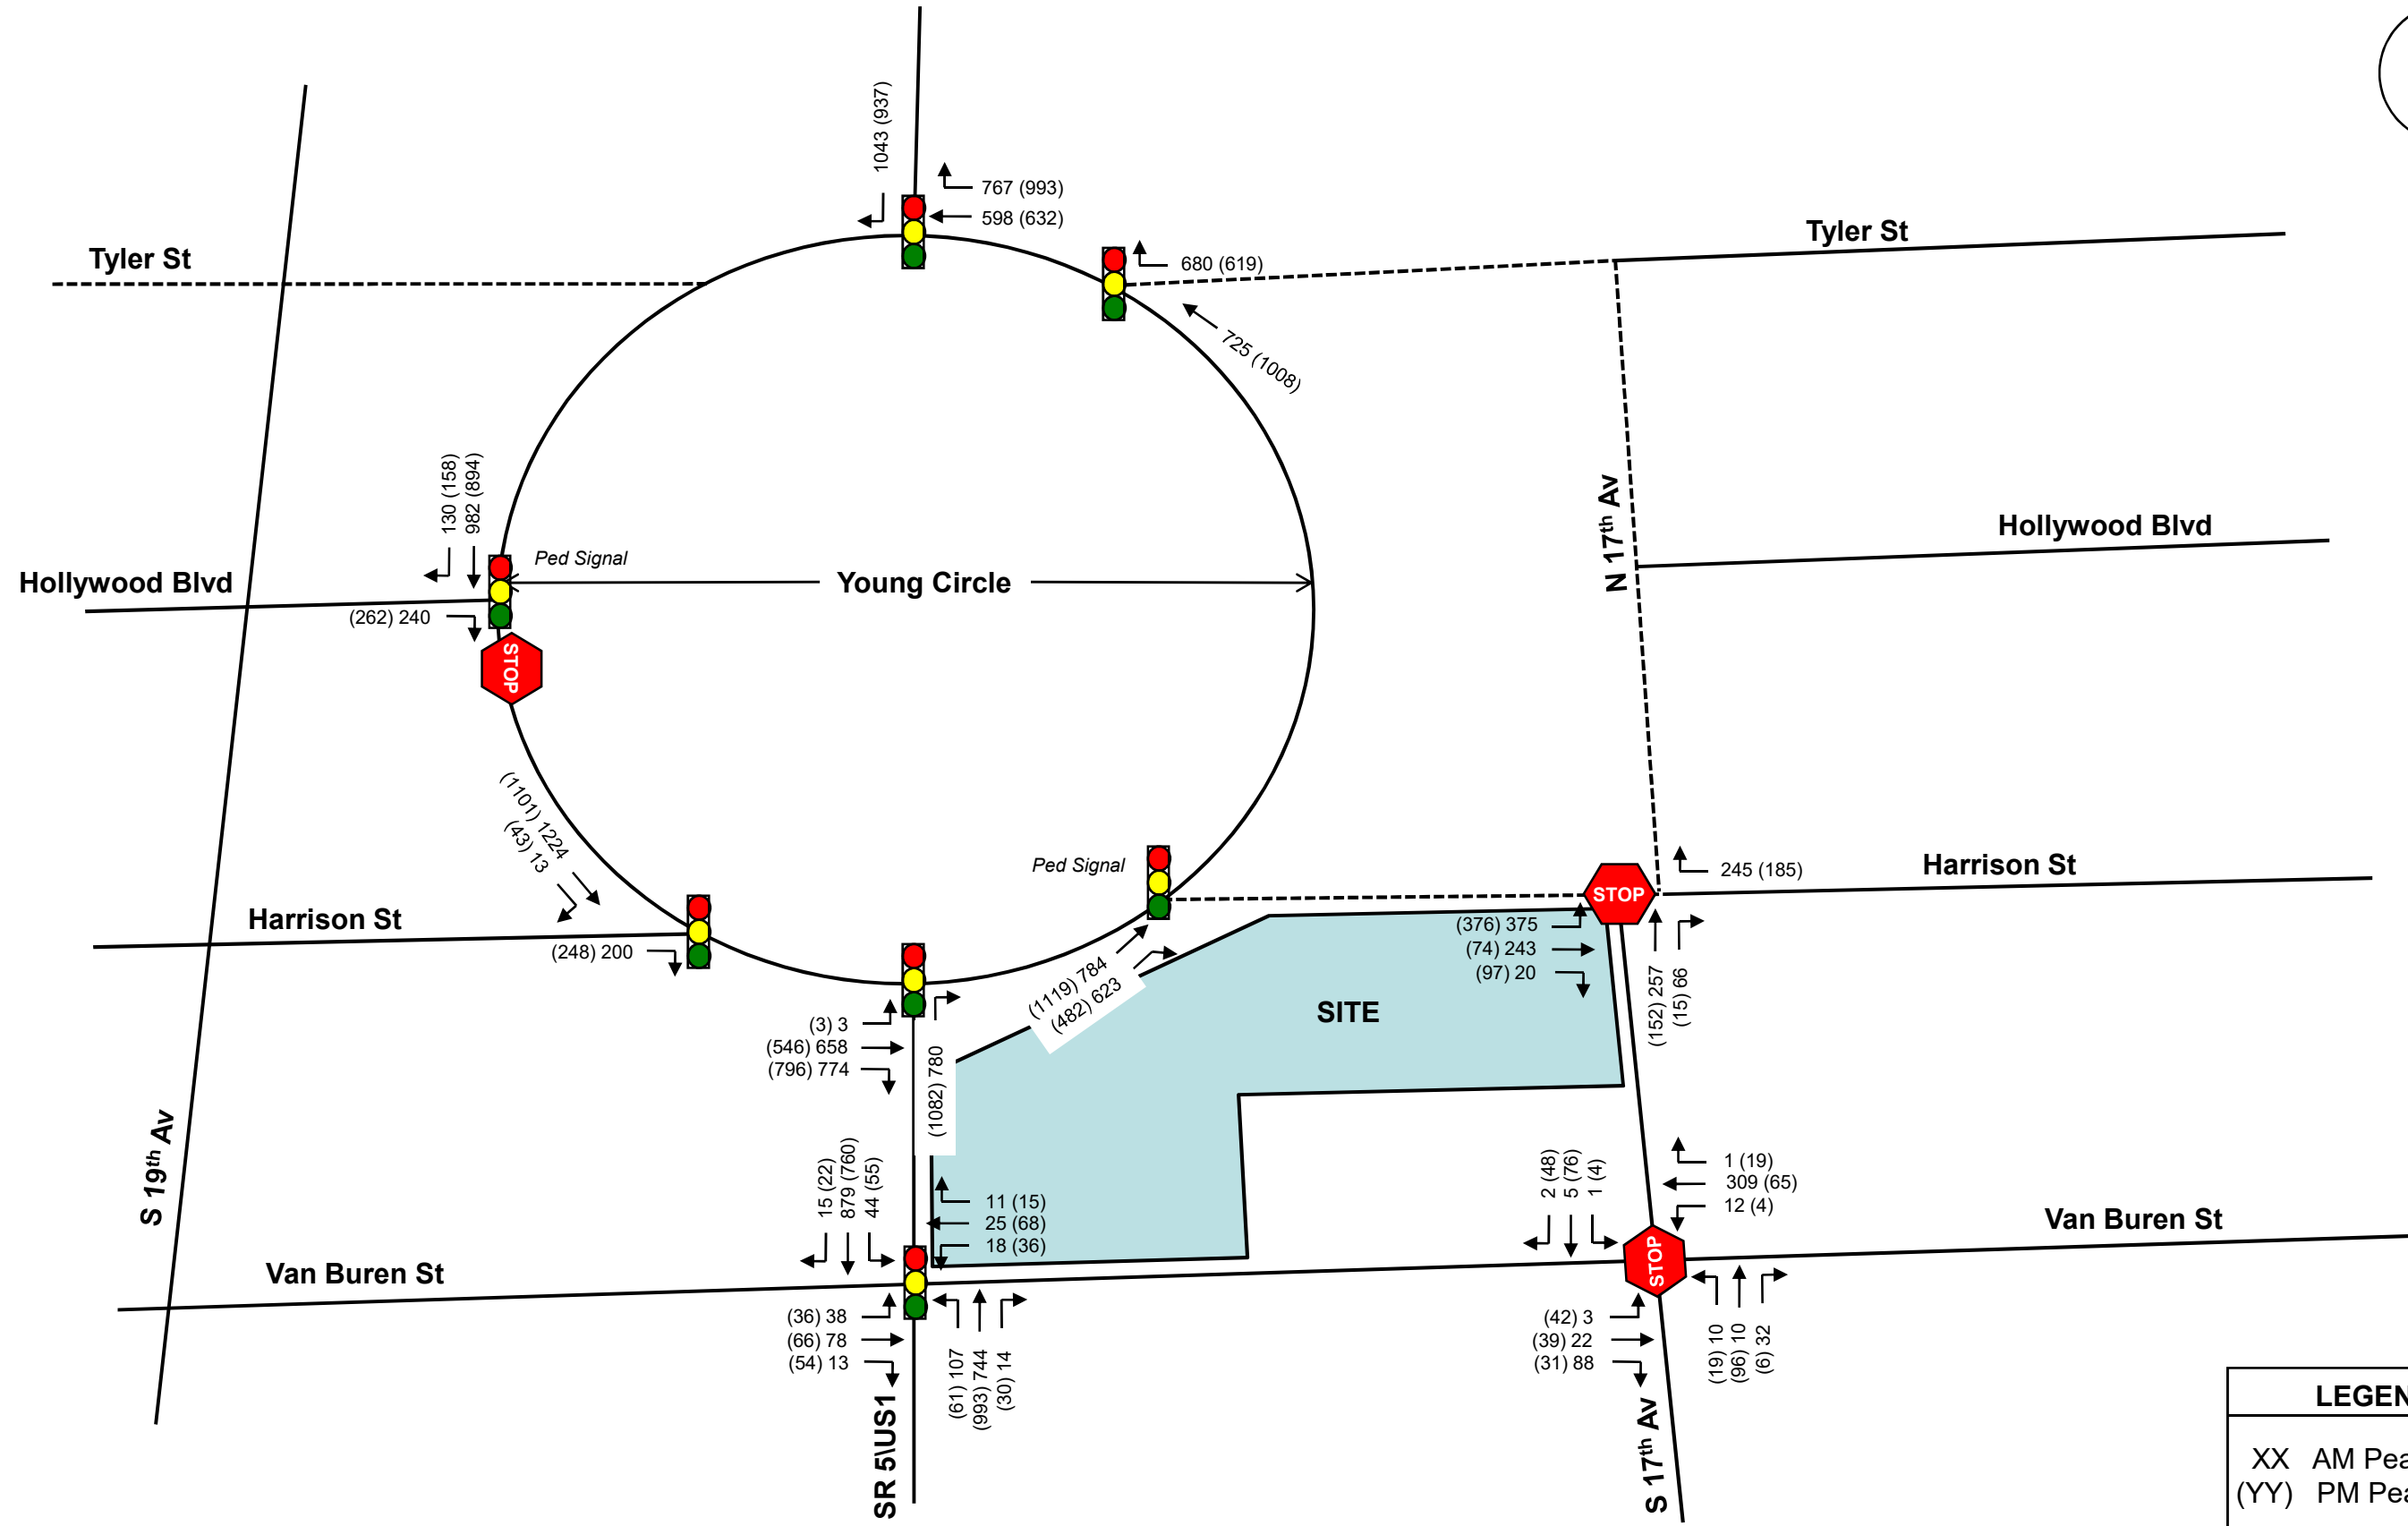 1043 (937)
767 (993)
598 (632)
Tyler St
Tyler St
680 (619)
725 (1008)
130 (158)
982 (894)
N 17th Av
Hollywood Blvd
Ped Signal
Hollywood Blvd
Young Circle
(262) 240
STOP
(1101) 1224
(43) 13
Ped Signal
Harrison St
245 (185)
STOP
Harrison St
(376) 375
(74) 243
(97) 20
(248) 200
(1119) 784
(482) 623
(152) 257
(15) 66
SITE
(3) 3
(546) 658
(796) 774
(1082) 780
S 19th Av
15 (22)
879 (760)
44 (55)
11 (15)
25 (68)
18 (36)
2 (48)
5 (76)
1 (4)
1 (19)
309 (65)
12 (4)
Van Buren St
Van Buren St
STOP
(36) 38
(66) 78
(54) 13
(61) 107
(993) 744
(30) 14
(42) 3
(39) 22
(31) 88
(19) 10
(96) 10
(6) 32
SR 5\US1
S 17th Av
LEGEN
XX AM Pea
(YY) PM Pea